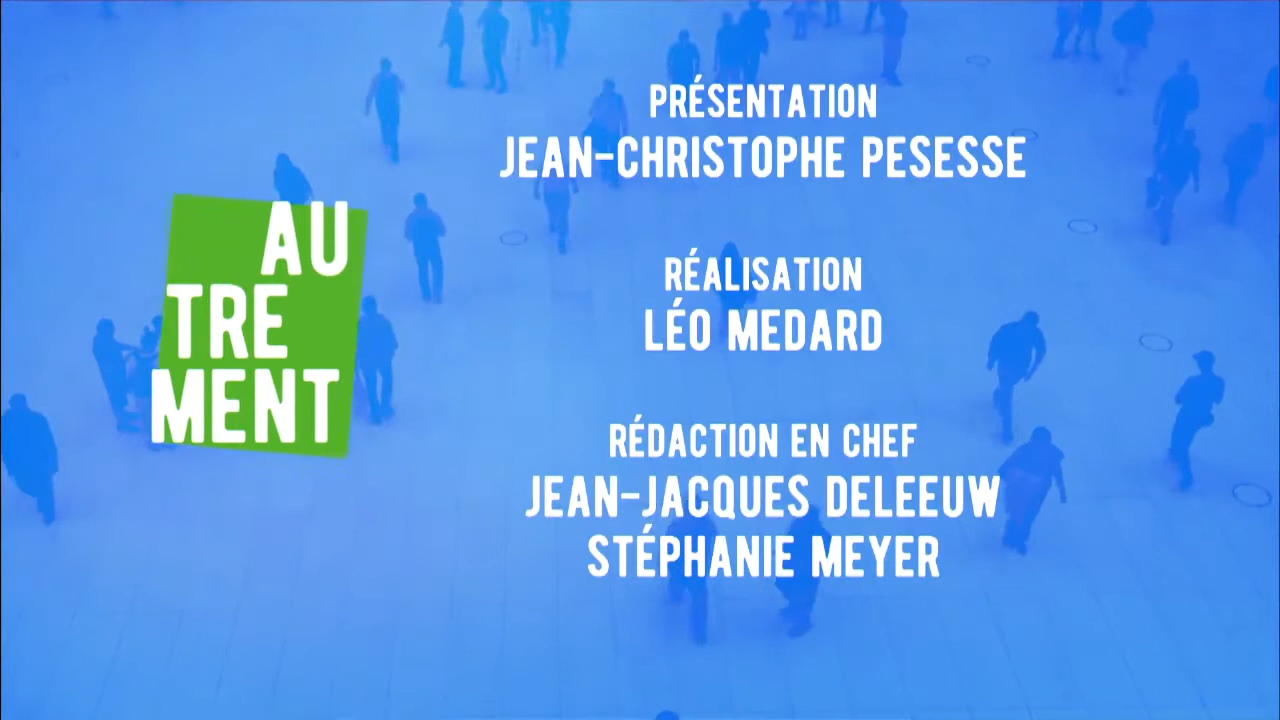 AU
TRE
MENT
PRÉSENTATION
JEAN-CHRISTOPHE PESESSE
RÉALISATION
LÉO MEDARD
RÉDACTION EN CHEF
JEAN-JACQUES DELEEUW
STÉPHANIE MEYER